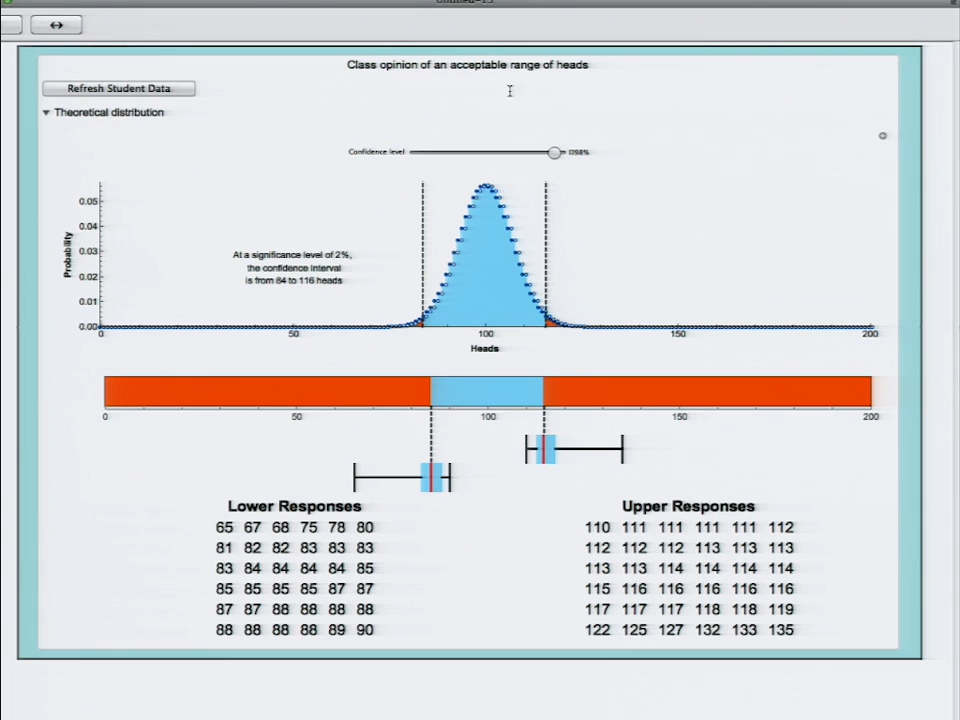 Class opinion of an acceptable range of heads
Refresh Student Data
Theoretical distribution
Confidence level
0.05
0.04
0.03
0.02
0.01
0.00
Probability
At a significance level of 2%,
the confidence interval
is from 84 to 116 heads
0 50 100 150 200
Heads
0 50 100 150 200
Lower Responses
65 67 68 75 78 80
81 82 82 83 83 83
83 84 84 84 84 85
85 85 85 85 87 87
87 87 88 88 88 88
88 88 88 88 89 90
Upper Responses
110 111 111 111 111 112
112 112 112 113 113 113
113 113 114 114 114 114
115 116 116 116 116 116
117 117 117 118 118 119
122 125 127 132 133 135